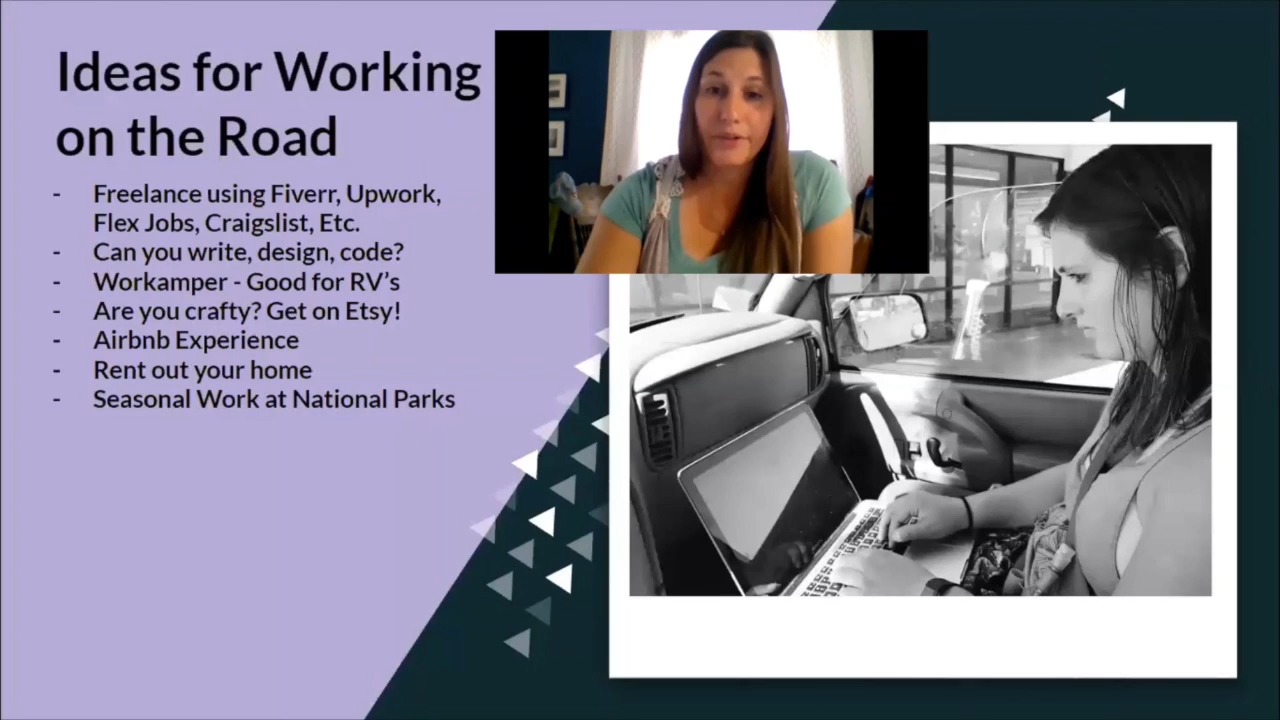 Ideas for Working
on the Road
- Freelance using Fiverr, Upwork,
Flex Jobs, Craigslist, Etc.
- Can you write, design, code?
- Workamper - Good for RV's
- Are you crafty? Get on Etsy!
- Airbnb Experience
- Rent out your home
- Seasonal Work at National Parks